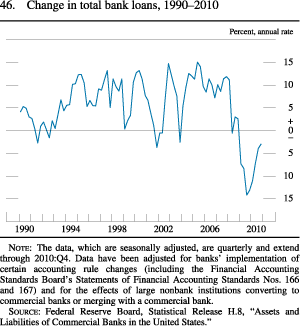 46. Change in total bank loans, 1990–2010
Percent, annual rate
15
10
5
+
0
−
5
10
15
1990 1994 1998 2002 2006 2010
NOTE: The data, which are seasonally adjusted, are quarterly and extend
through 2010:Q4. Data have been adjusted for banks’ implementation of
certain accounting rule changes (including the Financial Accounting
Standards Board’s Statements of Financial Accounting Standards Nos. 166
and 167) and for the effects of large nonbank institutions converting to
commercial banks or merging with a commercial bank.
SOURCE: Federal Reserve Board, Statistical Release H.8, “Assets and
Liabilities of Commercial Banks in the United States.”